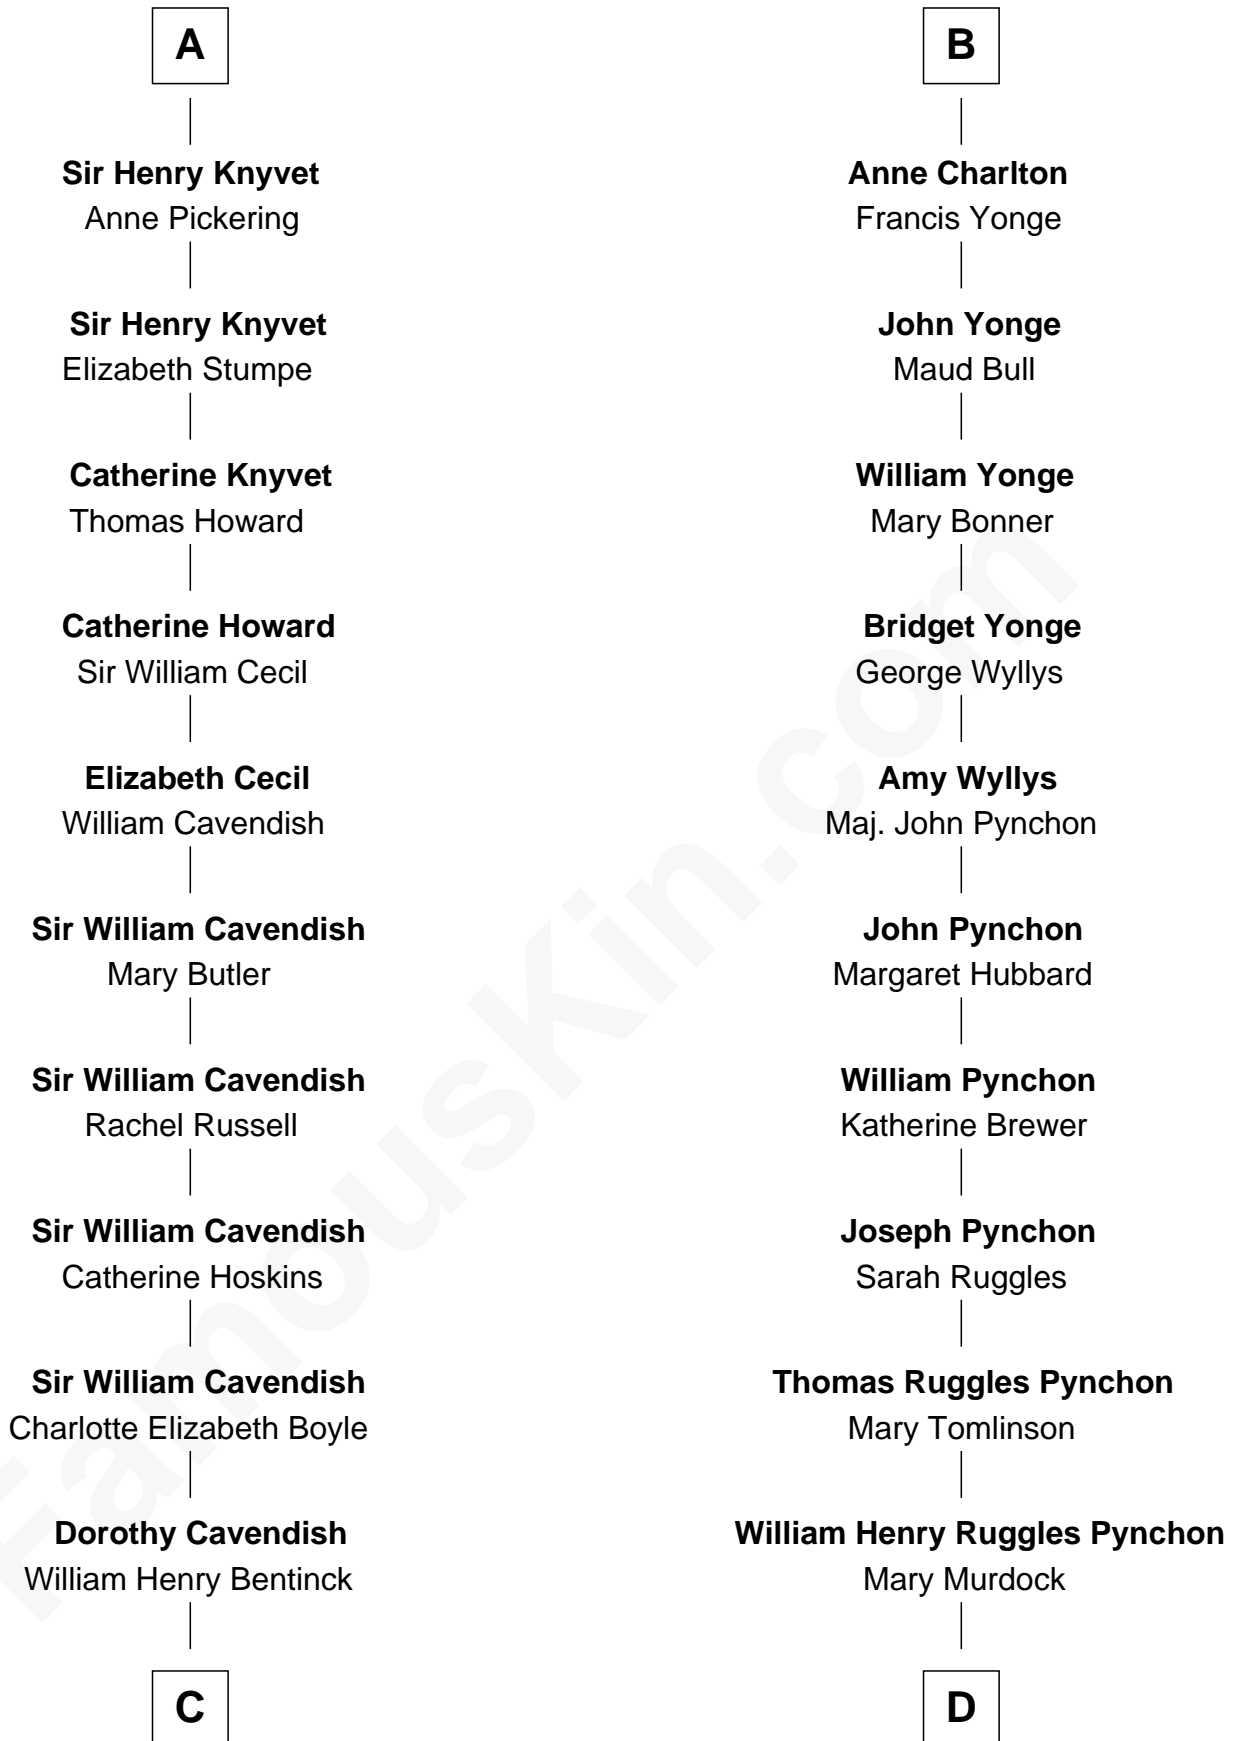 A
Sir Henry Knyvet
Anne Pickering
Sir Henry Knyvet
Elizabeth Stumpe
Catherine Knyvet
Thomas Howard
Catherine Howard
Sir William Cecil
Elizabeth Cecil
William Cavendish
Sir William Cavendish
Mary Butler
Sir William Cavendish
Rachel Russell
Sir William Cavendish
Catherine Hoskins
Sir William Cavendish
Charlotte Elizabeth Boyle
Dorothy Cavendish
William Henry Bentinck
C
B
Anne Charlton
Francis Yonge
John Yonge
Maud Bull
William Yonge
Mary Bonner
Bridget Yonge
George Wyllys
Amy Wyllys
Maj. John Pynchon
John Pynchon
Margaret Hubbard
William Pynchon
Katherine Brewer
Joseph Pynchon
Sarah Ruggles
Thomas Ruggles Pynchon
Mary Tomlinson
William Henry Ruggles Pynchon
Mary Murdock
D
FamousKin.com